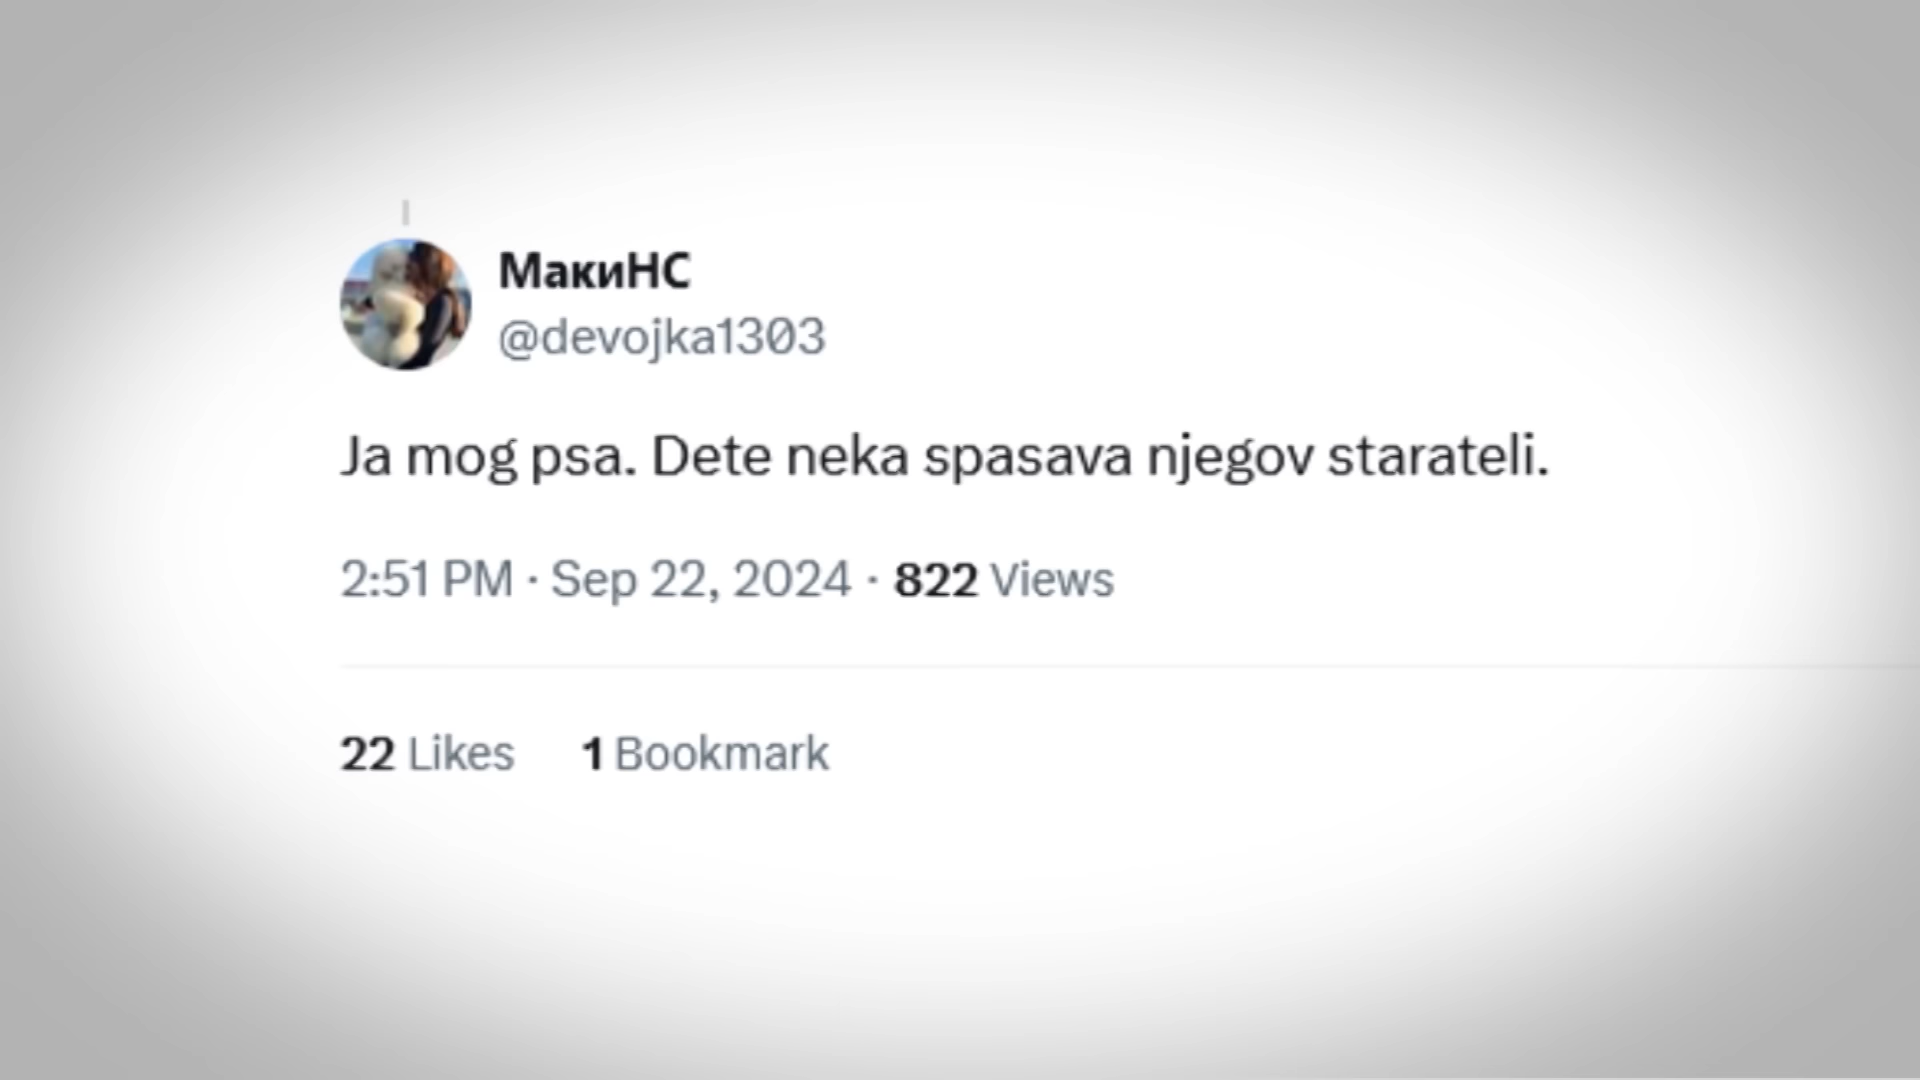 МакиНС
@devojka1303
Ja mog psa. Dete neka spasava njegov starateli.
2:51 PM · Sep 22, 2024 · 822 Views
22 Likes 1 Bookmark